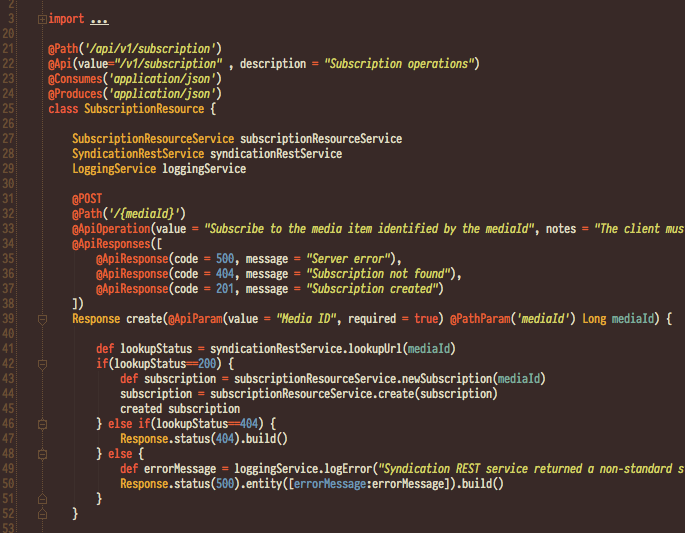 2
3 import ...
20
21 @Path('/api/v1/subscription')
22 @Api(value="/v1/subscription" , description = "Subscription operations")
23 @Consumes('application/json')
24 @Produces('application/json')
25 class SubscriptionResource {
26
27 SubscriptionResourceService subscriptionResourceService
28 SyndicationRestService syndicationRestService
29 LoggingService loggingService
30
31 @POST
32 @Path('/{mediaId}')
33 @ApiOperation(value = "Subscribe to the media item identified by the mediaId", notes = "The client mus
34 @ApiResponses([
35 @ApiResponse(code = 500, message = "Server error"),
36 @ApiResponse(code = 404, message = "Subscription not found"),
37 @ApiResponse(code = 201, message = "Subscription created")
38 ])
39 Response create(@ApiParam(value = "Media ID", required = true) @PathParam('mediaId') Long mediaId) {
40
41 def lookupStatus = syndicationRestService.lookupUrl(mediaId)
42 if(lookupStatus==200) {
43 def subscription = subscriptionResourceService.newSubscription(mediaId)
44 subscription = subscriptionResourceService.create(subscription)
45 created subscription
46 } else if(lookupStatus==404) {
47 Response.status(404).build()
48 } else {
49 def errorMessage = loggingService.logError("Syndication REST service returned a non-standard s
50 Response.status(500).entity([errorMessage:errorMessage]).build()
51 }
52 }
53